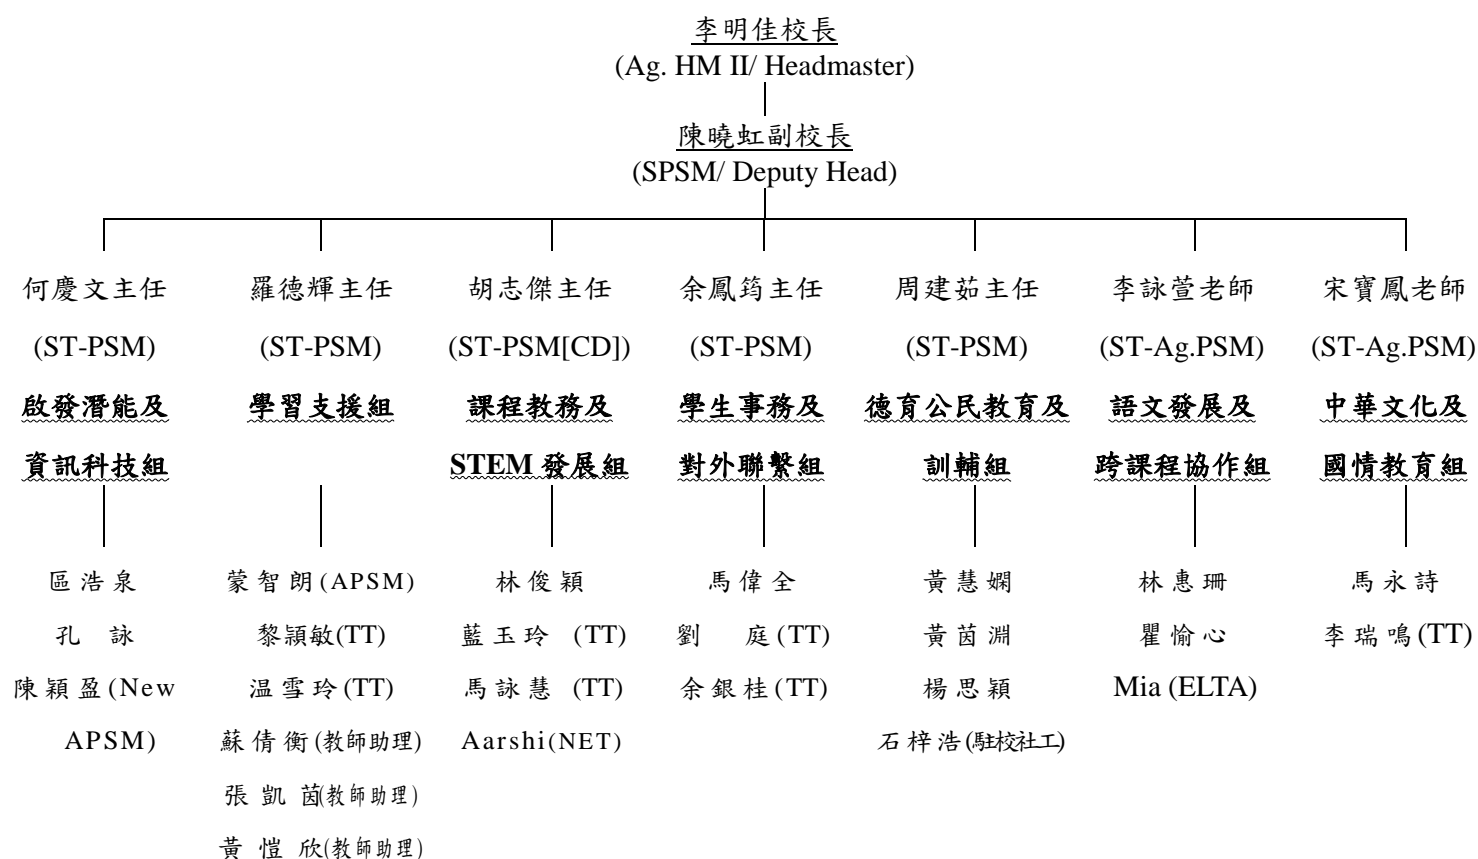 李明佳校長
(Ag. HM II/ Headmaster)
陳曉虹副校長
(SPSM/ Deputy Head)
何慶文主任 羅德輝主任 胡志傑主任 余鳳筠主任 周建茹主任 李詠萱老師 宋寶鳳老師
(ST-PSM) (ST-PSM) (ST-PSM[CD]) (ST-PSM) (ST-PSM) (ST-Ag.PSM) (ST-Ag.PSM)
啟發潛能及 學習支援組 課程教務及 學生事務及 德育公民教育及 語文發展及 中華文化及
資訊科技組 STEM 發展組 對外聯繫組 訓輔組 跨課程協作組 國情教育組
區浩泉 蒙智朗(APSM) 林俊穎 馬偉全 黃慧嫻 林惠珊 馬永詩
孔 詠 黎頴敏(TT) 藍玉玲 (TT) 劉 庭(TT) 黃茵淵 瞿愉心 李瑞鳴(TT)
陳穎盈(New 温雪玲(TT) 馬詠慧 (TT) 余銀桂(TT) 楊思穎 Mia (ELTA)
APSM) 蘇倩衡(教師助理) Aarshi(NET) 石梓浩(駐校社工)
張凱茵(教師助理)
黃愷欣(教師助理)